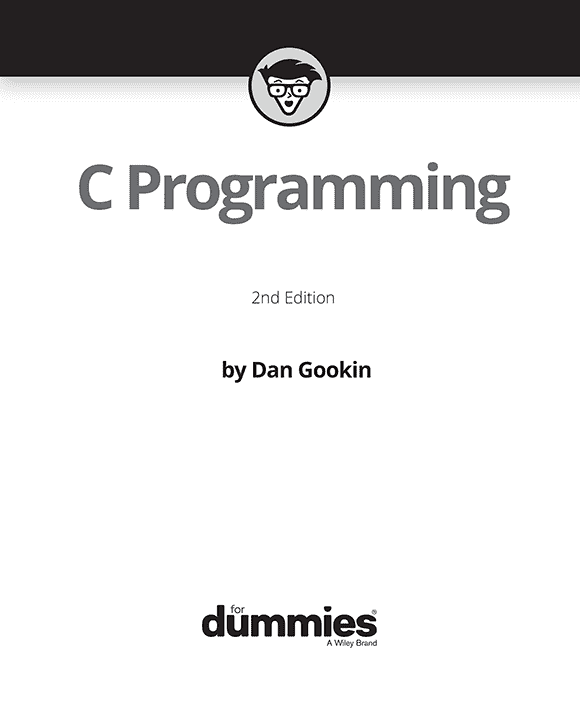 C Programming
2nd Edition
by Dan Gookin
for
dummies®
A Wiley Brand